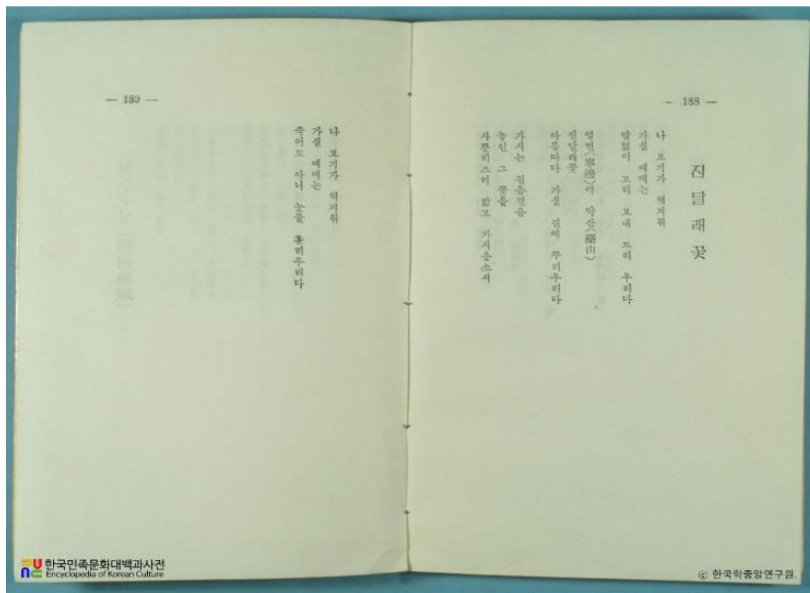 — 188 —
진달래꽃
나 보기가 역겨워
가실 때에는
말없이 고히 보내 드리 우리다
영변(寧邊)에 약산(藥山)
진달래꽃
아름따다 가실 길에 뿌리우리다
가시는 걸음걸음
놓인 그 꽃을
사뿐히즈려 밟고 가시옵소서
— 189 —
나 보기가 역겨워
가실 때에는
죽어도 아니 눈물 흘리우리다
한국민족문화대백과사전
Encyclopedia of Korean Culture
ⓒ 한국학중앙연구원